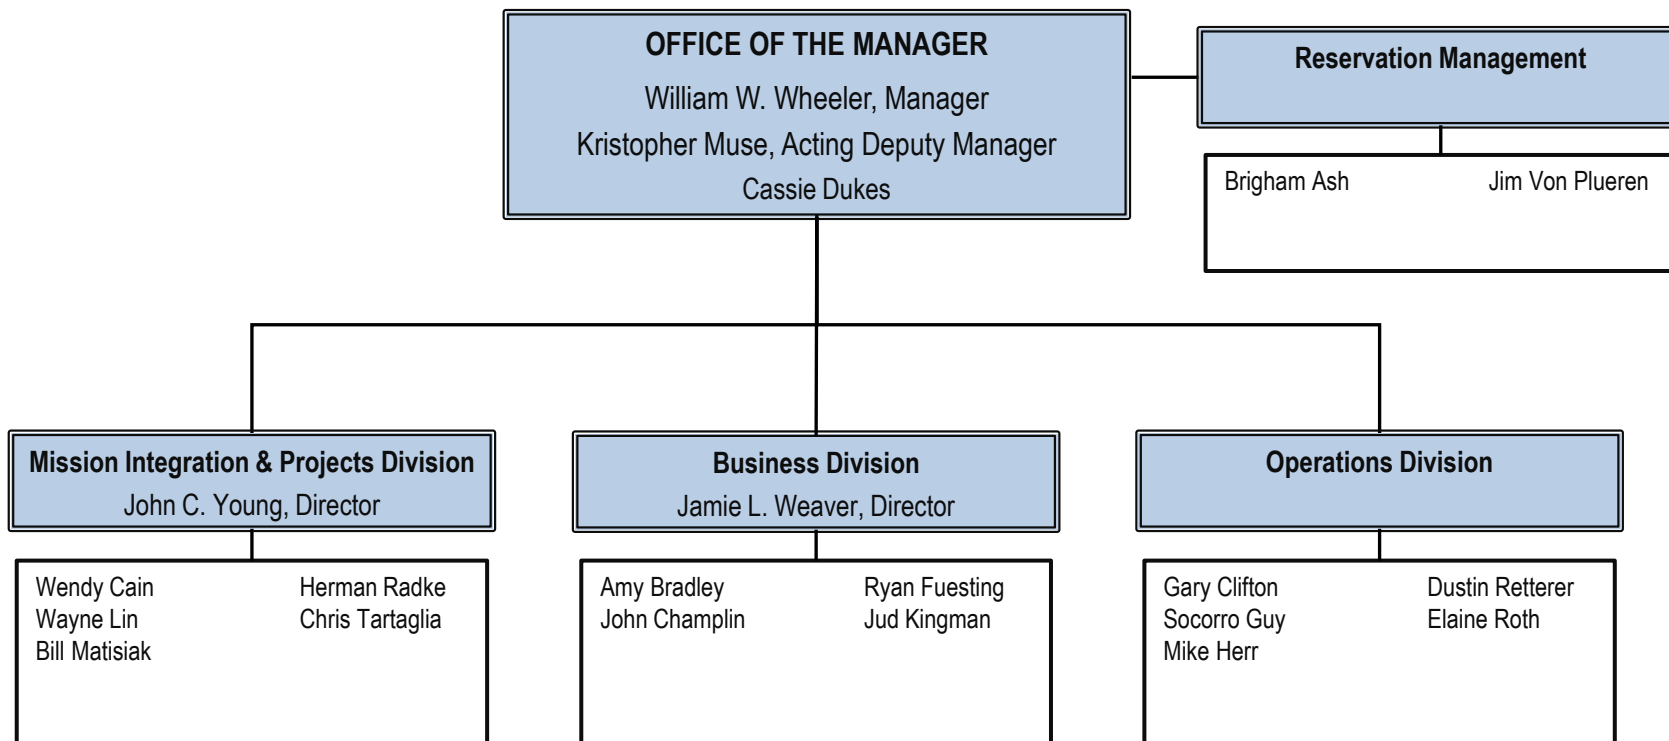 OFFICE OF THE MANAGER
William W. Wheeler, Manager
Kristopher Muse, Acting Deputy Manager
Cassie Dukes
Reservation Management
Brigham Ash
Jim Von Plueren
Mission Integration & Projects Division
John C. Young, Director
Wendy Cain
Wayne Lin
Bill Matisiak
Herman Radke
Chris Tartaglia
Business Division
Jamie L. Weaver, Director
Amy Bradley
John Champlin
Ryan Fuesting
Jud Kingman
Operations Division
Gary Clifton
Socorro Guy
Mike Herr
Dustin Retterer
Elaine Roth